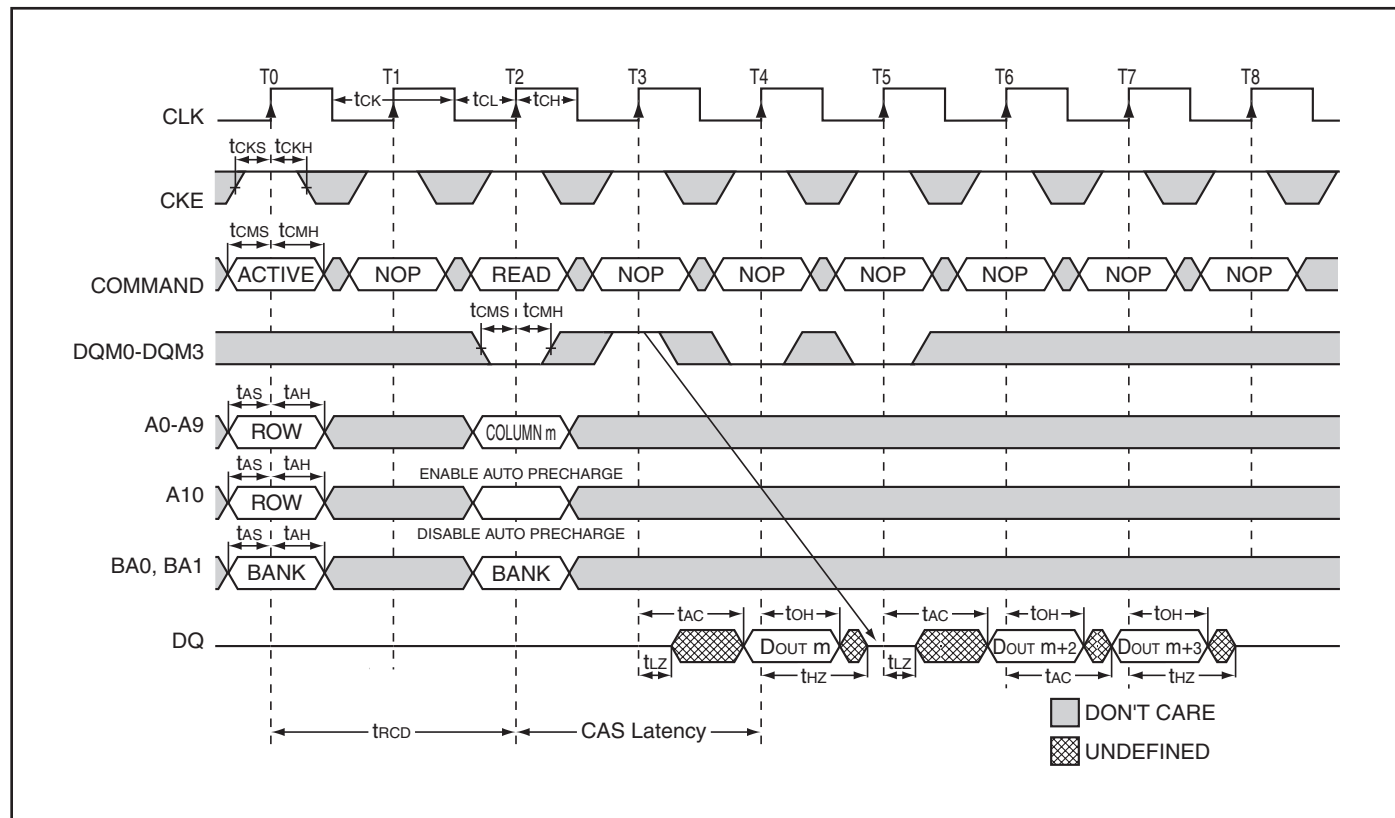 T0 T1 T2 T3 T4 T5 T6 T7 T8
tCK tCL tCH
CLK
tCKS tCKH
CKE
tCMS tCMH
COMMAND ACTIVE NOP READ NOP NOP NOP NOP NOP NOP
tCMS tCMH
DQM0-DQM3
tAS tAH
A0-A9 ROW COLUMN m
tAS tAH ENABLE AUTO PRECHARGE
A10 ROW
tAS tAH DISABLE AUTO PRECHARGE
BA0, BA1 BANK BANK
tAC tOH tAC tOH tOH
DQ DOUT m DOUT m+2 DOUT m+3
tLZ tHZ tLZ tAC tHZ
DON'T CARE
tRCD CAS Latency
UNDEFINED